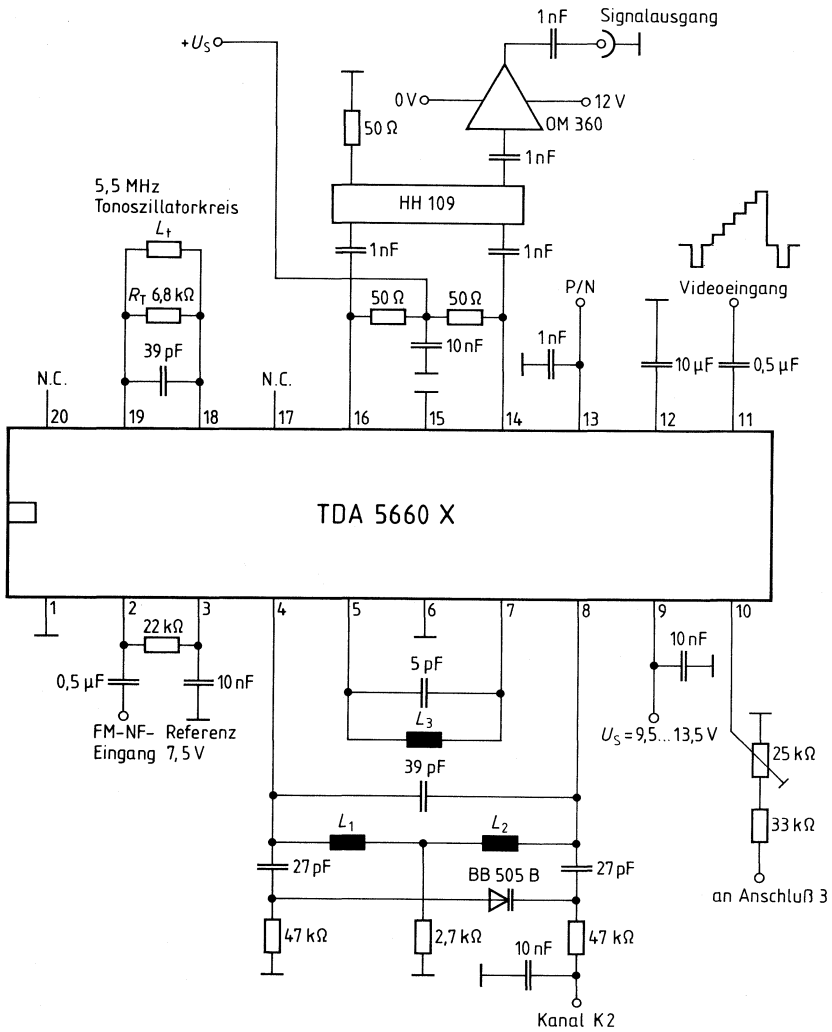 1 nF
Signalausgang
+U_S
0 V
12 V
OM 360
50 Ω
1 nF
5,5 MHz
Tonoszillatorkreis
L_t
HH 109
1 nF
1 nF
R_T 6,8 kΩ
50 Ω
50 Ω
P/N
Videoeingang
39 pF
10 nF
1 nF
10 µF
0,5 µF
N.C.
N.C.
20 19 18 17 16 15 14 13 12 11
TDA 5660 X
1 2 3 4 5 6 7 8 9 10
22 kΩ
0,5 µF
10 nF
5 pF
10 nF
L_3
FM-NF-
Eingang
Referenz
7,5 V
U_S = 9,5...13,5 V
25 kΩ
39 pF
33 kΩ
L_1
L_2
27 pF
BB 505 B
27 pF
an Anschluß 3
47 kΩ
2,7 kΩ
47 kΩ
10 nF
Kanal K2